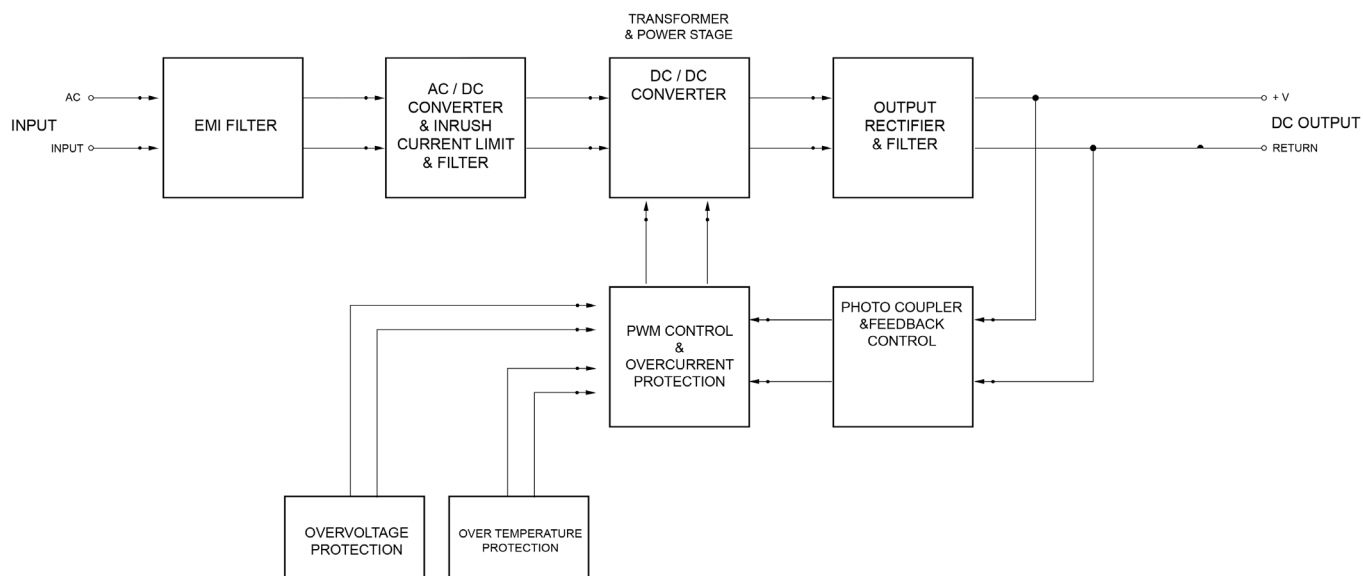 TRANSFORMER
& POWER STAGE
AC
INPUT
INPUT
EMI FILTER
AC / DC
CONVERTER
& INRUSH
CURRENT LIMIT
& FILTER
DC / DC
CONVERTER
OUTPUT
RECTIFIER
& FILTER
+ V
DC OUTPUT
RETURN
PWM CONTROL
&
OVERCURRENT
PROTECTION
PHOTO COUPLER
&FEEDBACK
CONTROL
OVERVOLTAGE
PROTECTION
OVER TEMPERATURE
PROTECTION